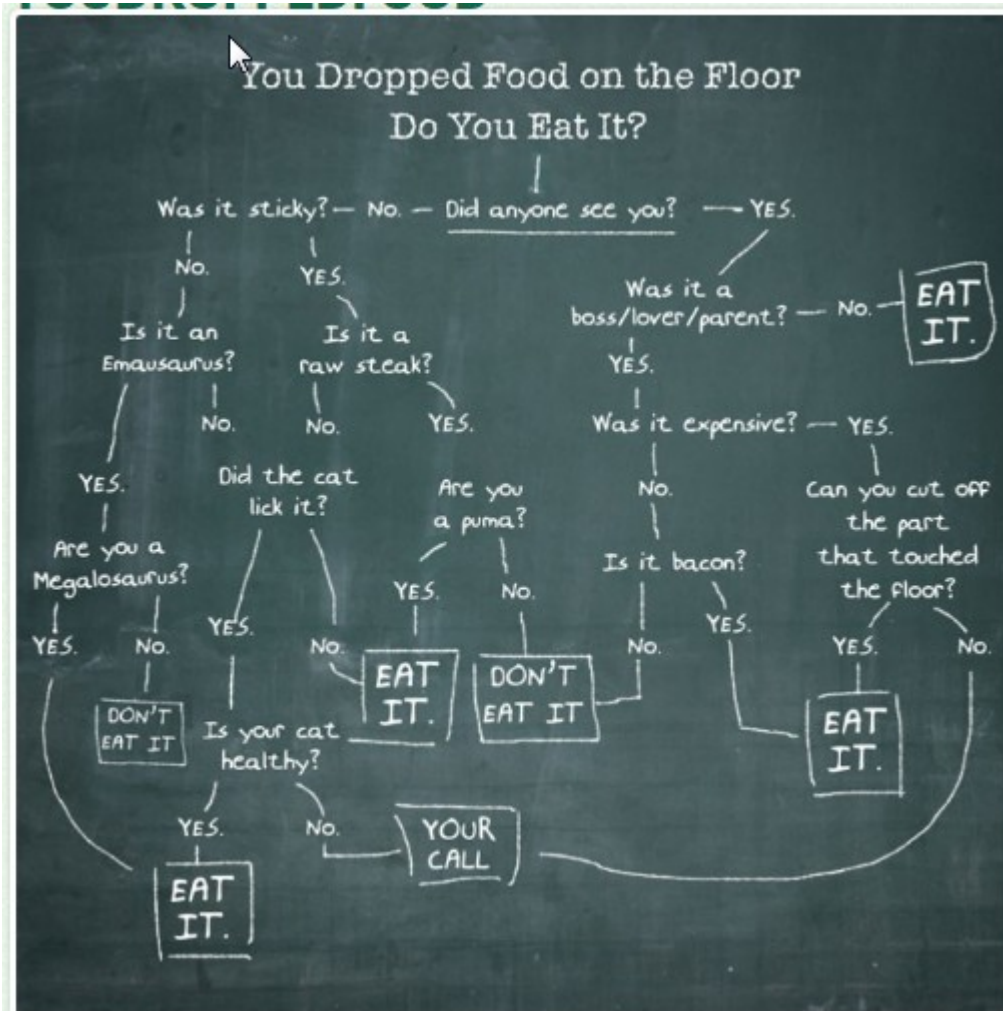 You Dropped Food on the Floor
Do You Eat It?
Was it sticky? — No. — Did anyone see you? — YES.
No.
YES.
Was it a
boss/lover/parent? — No.
EAT
IT.
Is it an
Emausaurus?
Is it a
raw steak?
YES.
No.
No.
YES.
Was it expensive? — YES.
YES.
Did the cat
lick it?
Are you
a puma?
No.
Can you cut off
the part
that touched
the floor?
Are you a
Megalosaurus?
YES.
No.
Is it bacon?
YES.
No.
YES.
No.
No.
YES.
YES.
No.
DON'T
EAT IT
EAT
IT.
DON'T
EAT IT
EAT
IT.
Is your cat
healthy?
YES.
No.
YOUR
CALL
EAT
IT.